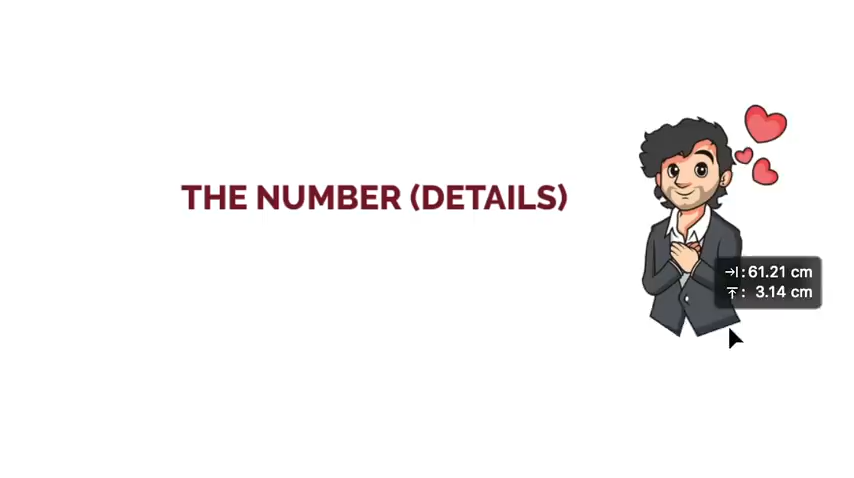 THE NUMBER (DETAILS)
: 61.21 cm
: 3.14 cm